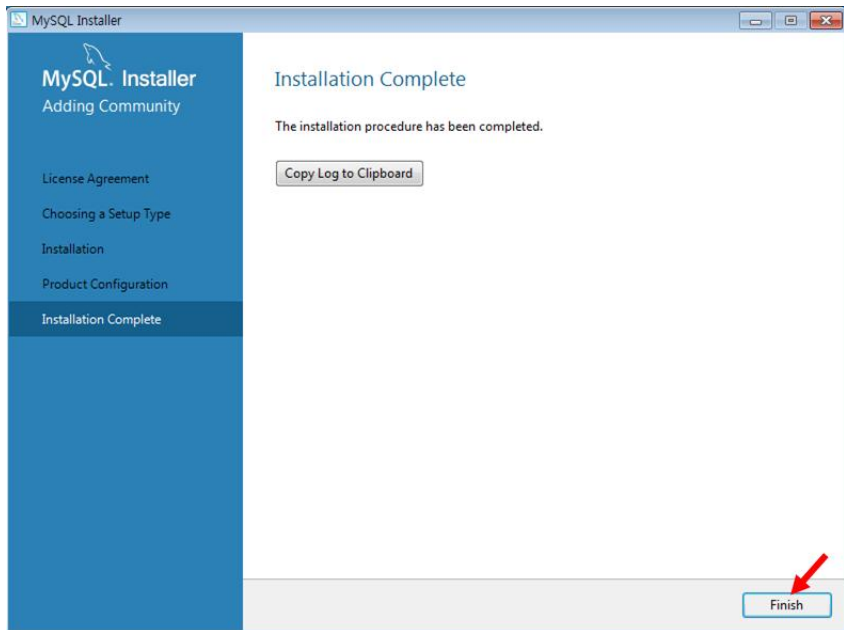 MySQL Installer
MySQL. Installer
Adding Community
License Agreement
Choosing a Setup Type
Installation
Product Configuration
Installation Complete
Installation Complete
The installation procedure has been completed.
Copy Log to Clipboard
Finish